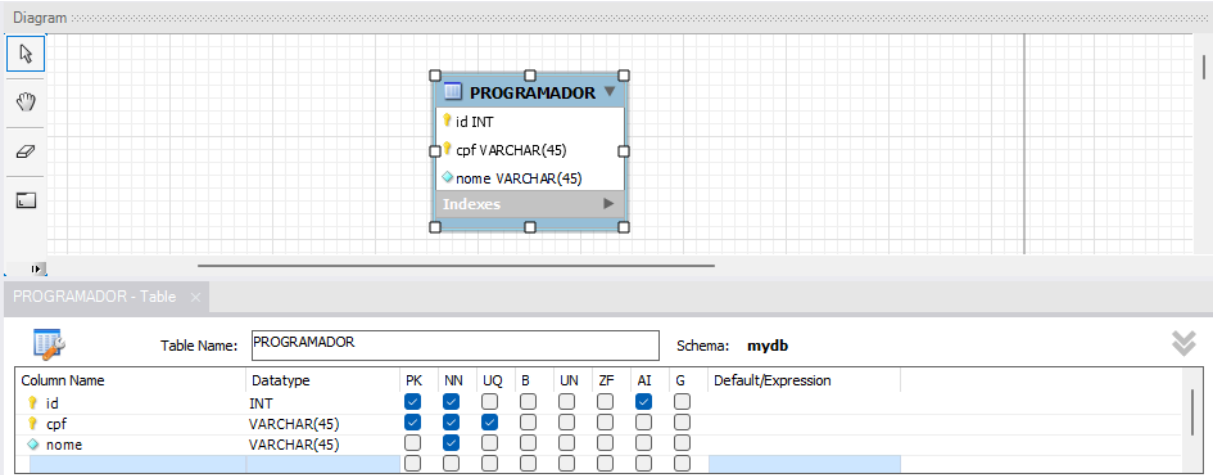 Diagram
PROGRAMADOR
id INT
cpf VARCHAR(45)
nome VARCHAR(45)
Indexes
PROGRAMADOR - Table ×
Table Name: PROGRAMADOR Schema: mydb
Column Name Datatype PK NN UQ B UN ZF AI G Default/Expression
id INT
cpf VARCHAR(45)
nome VARCHAR(45)